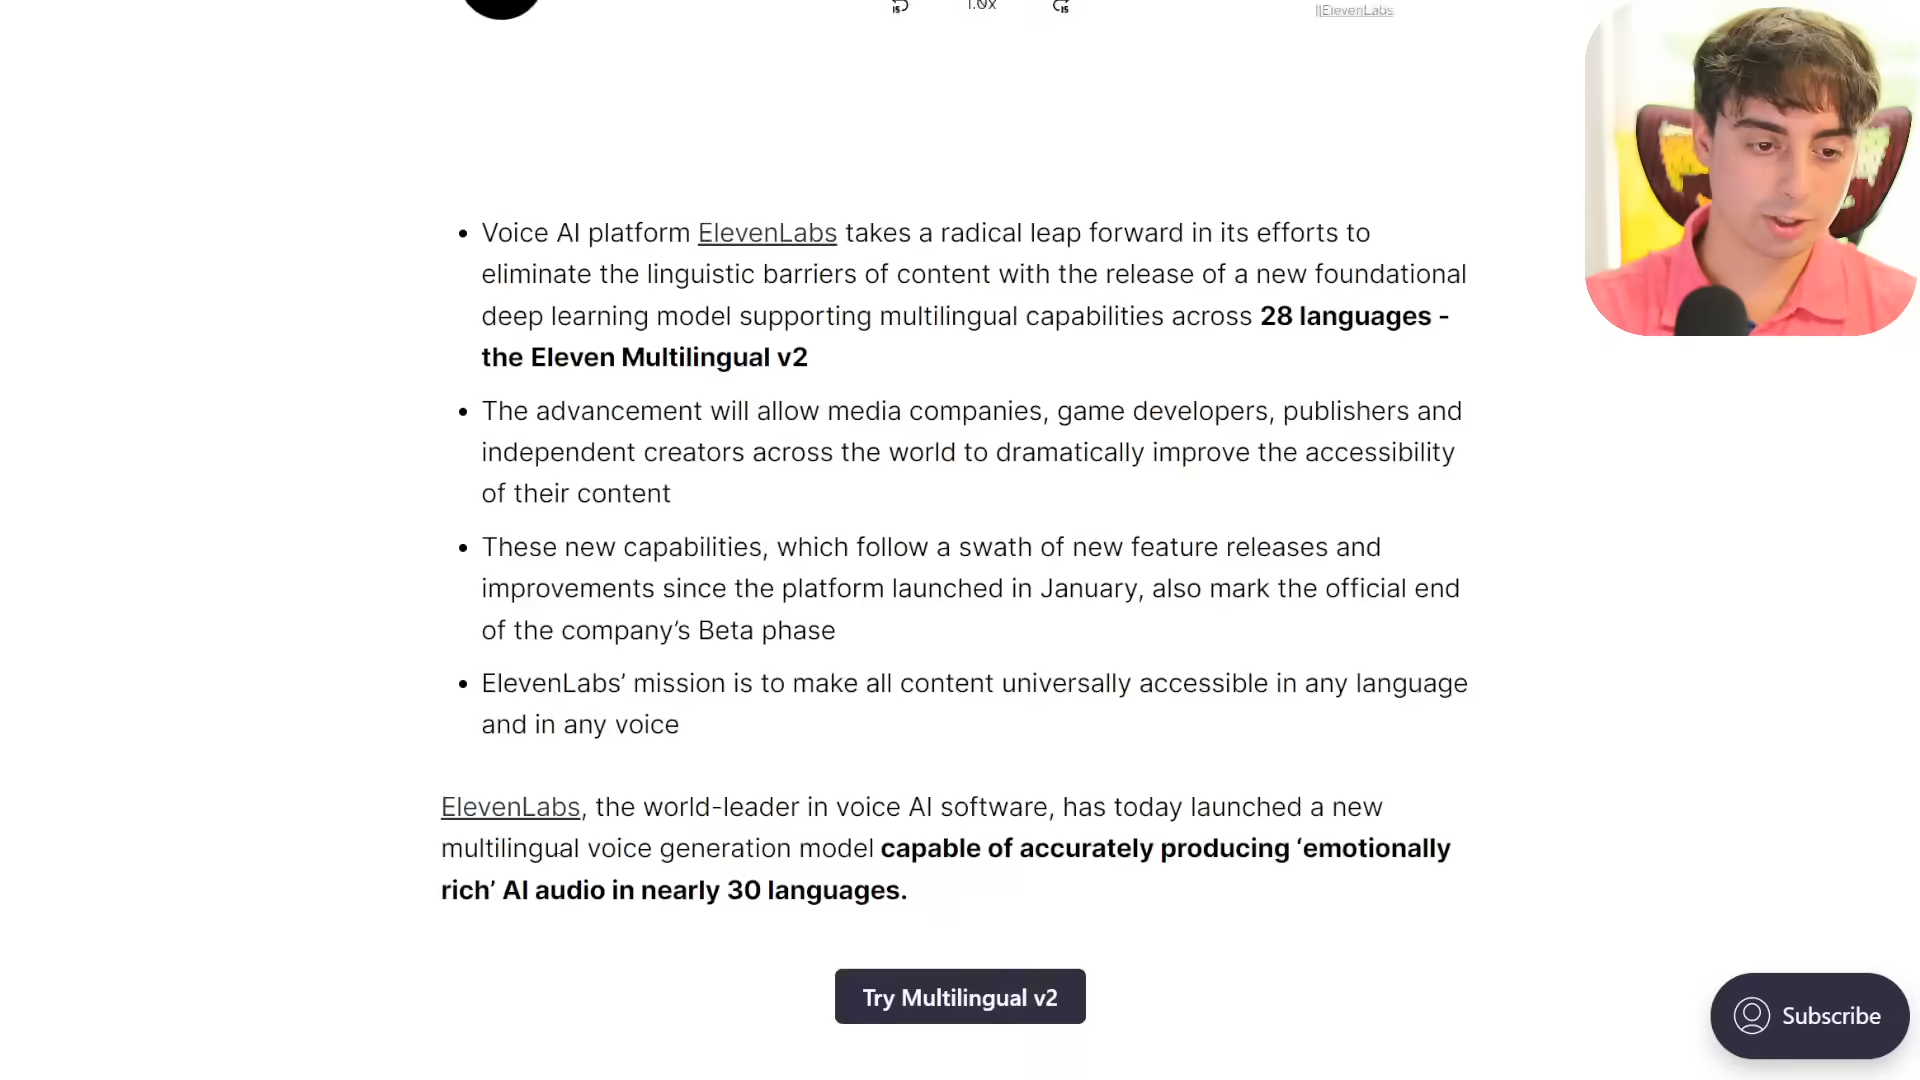 15 1.0x 15
||ElevenLabs
Voice AI platform ElevenLabs takes a radical leap forward in its efforts to
eliminate the linguistic barriers of content with the release of a new foundational
deep learning model supporting multilingual capabilities across 28 languages -
the Eleven Multilingual v2
The advancement will allow media companies, game developers, publishers and
independent creators across the world to dramatically improve the accessibility
of their content
These new capabilities, which follow a swath of new feature releases and
improvements since the platform launched in January, also mark the official end
of the company’s Beta phase
ElevenLabs’ mission is to make all content universally accessible in any language
and in any voice
ElevenLabs, the world-leader in voice AI software, has today launched a new
multilingual voice generation model capable of accurately producing ‘emotionally
rich’ AI audio in nearly 30 languages.
Try Multilingual v2
Subscribe